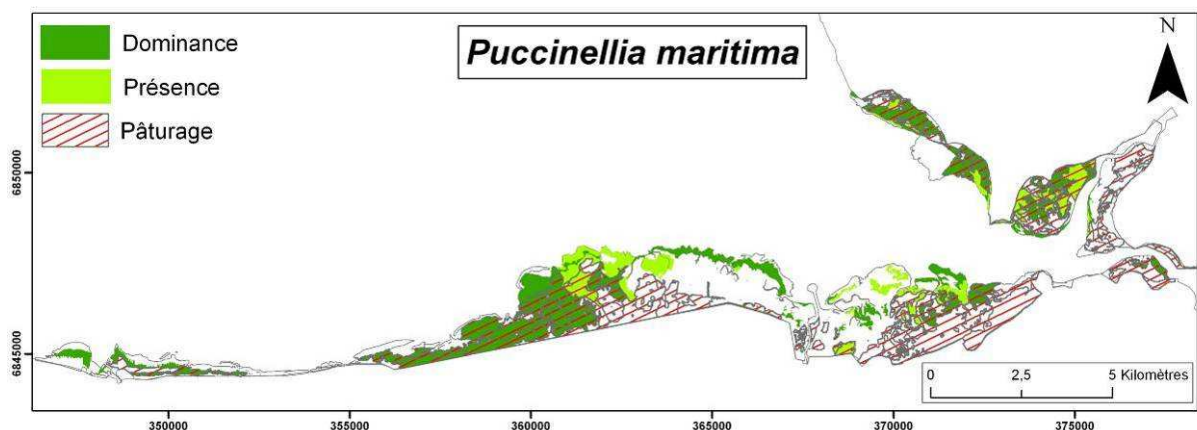 Dominance
Présence
Pâturage
Puccinellia maritima
N
6850000
6845000
0 2,5 5 Kilomètres
350000 355000 360000 365000 370000 375000